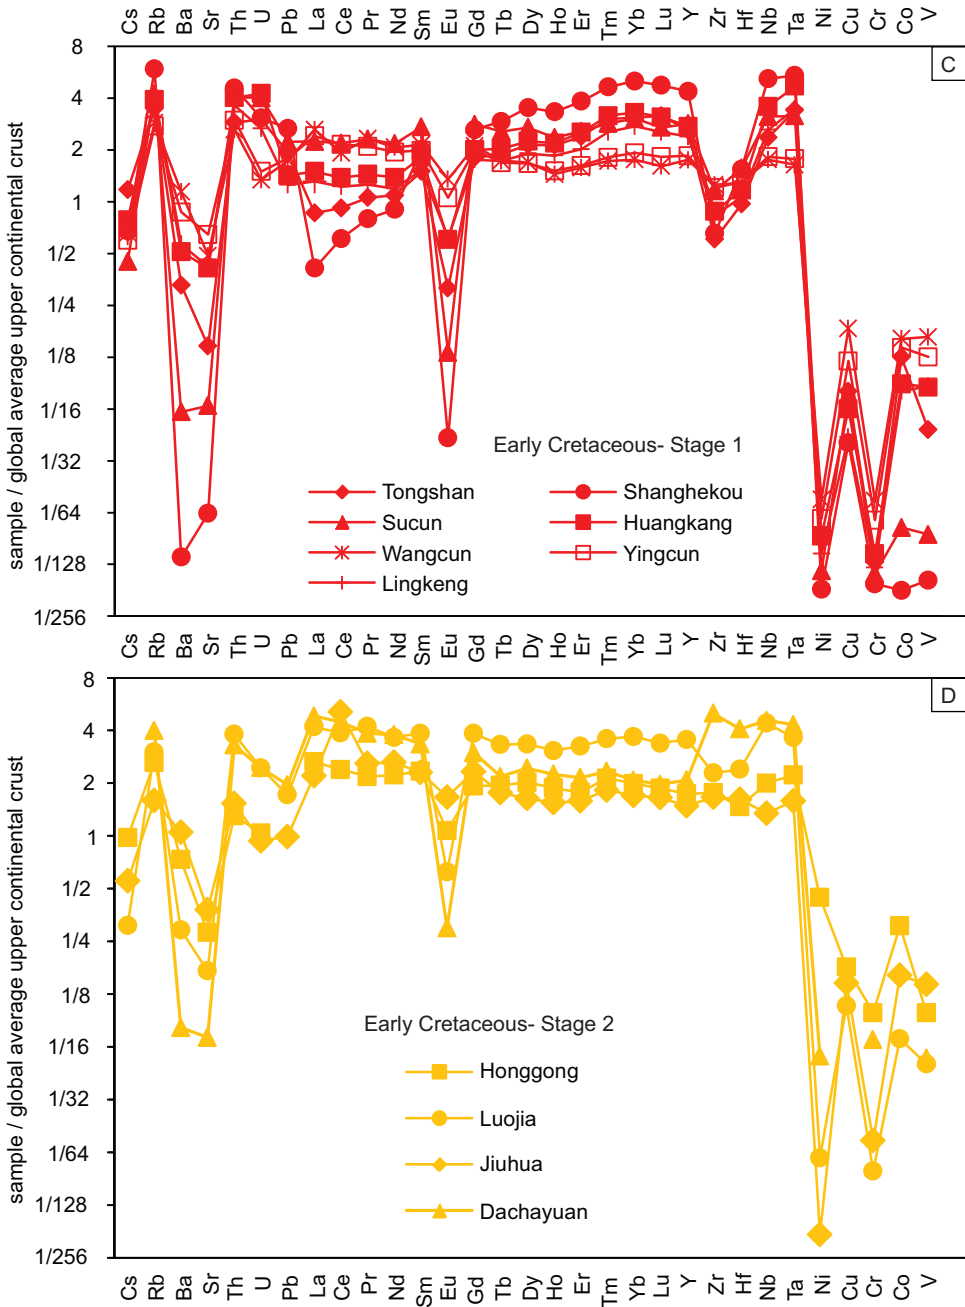 Cs Rb Ba Sr Th U Pb La Ce Pr Nd Sm Eu Gd Tb Dy Ho Er Tm Yb Lu Y Zr Hf Nb Ta Ni Cu Cr Co V
8
C
4
2
1
1/2
1/4
1/8
1/16
1/32
1/64
1/128
1/256
sample / global average upper continental crust
Early Cretaceous- Stage 1
Tongshan
Shanghekou
Sucun
Huangkang
Wangcun
Yingcun
Lingkeng
Cs Rb Ba Sr Th U Pb La Ce Pr Nd Sm Eu Gd Tb Dy Ho Er Tm Yb Lu Y Zr Hf Nb Ta Ni Cu Cr Co V
8
D
4
2
1
1/2
1/4
1/8
1/16
1/32
1/64
1/128
1/256
sample / global average upper continental crust
Early Cretaceous- Stage 2
Honggong
Luojia
Jiuhua
Dachayuan
Cs Rb Ba Sr Th U Pb La Ce Pr Nd Sm Eu Gd Tb Dy Ho Er Tm Yb Lu Y Zr Hf Nb Ta Ni Cu Cr Co V